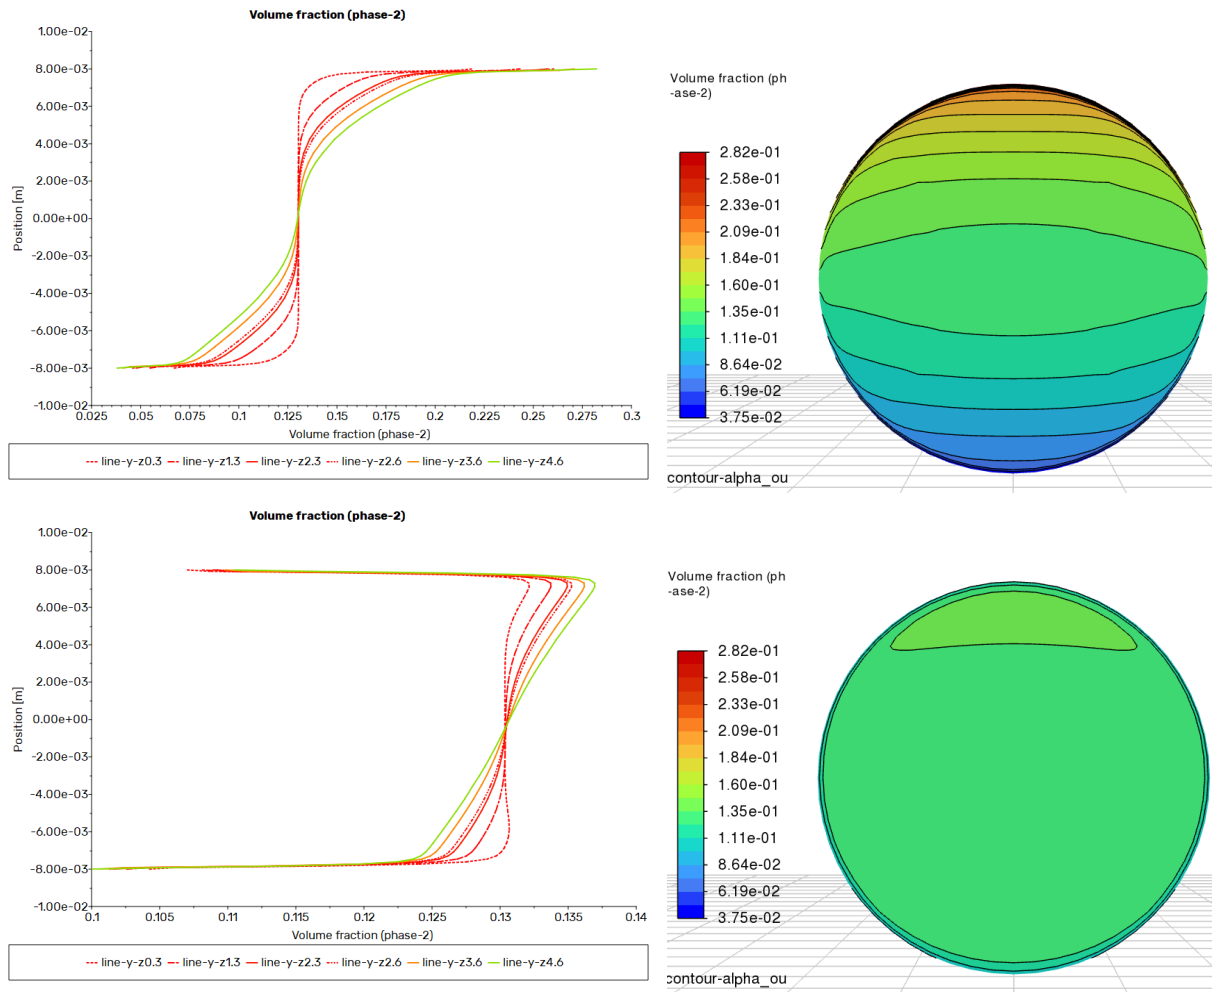 Volume fraction (phase-2)
1.00e-02
8.00e-03
6.00e-03
4.00e-03
2.00e-03
0.00e+00
-2.00e-03
-4.00e-03
-6.00e-03
-8.00e-03
-1.00e-02
Position [m]
0.025 0.05 0.075 0.1 0.125 0.15 0.175 0.2 0.225 0.25 0.275 0.3
Volume fraction (phase-2)
line-y-z0.3 line-y-z1.3 line-y-z2.3 line-y-z2.6 line-y-z3.6 line-y-z4.6
Volume fraction (ph
-ase-2)
2.82e-01
2.58e-01
2.33e-01
2.09e-01
1.84e-01
1.60e-01
1.35e-01
1.11e-01
8.64e-02
6.19e-02
3.75e-02
contour-alpha_ou
Volume fraction (phase-2)
1.00e-02
8.00e-03
6.00e-03
4.00e-03
2.00e-03
0.00e+00
-2.00e-03
-4.00e-03
-6.00e-03
-8.00e-03
-1.00e-02
Position [m]
0.1 0.105 0.11 0.115 0.12 0.125 0.13 0.135 0.14
Volume fraction (phase-2)
line-y-z0.3 line-y-z1.3 line-y-z2.3 line-y-z2.6 line-y-z3.6 line-y-z4.6
Volume fraction (ph
-ase-2)
2.82e-01
2.58e-01
2.33e-01
2.09e-01
1.84e-01
1.60e-01
1.35e-01
1.11e-01
8.64e-02
6.19e-02
3.75e-02
contour-alpha_ou